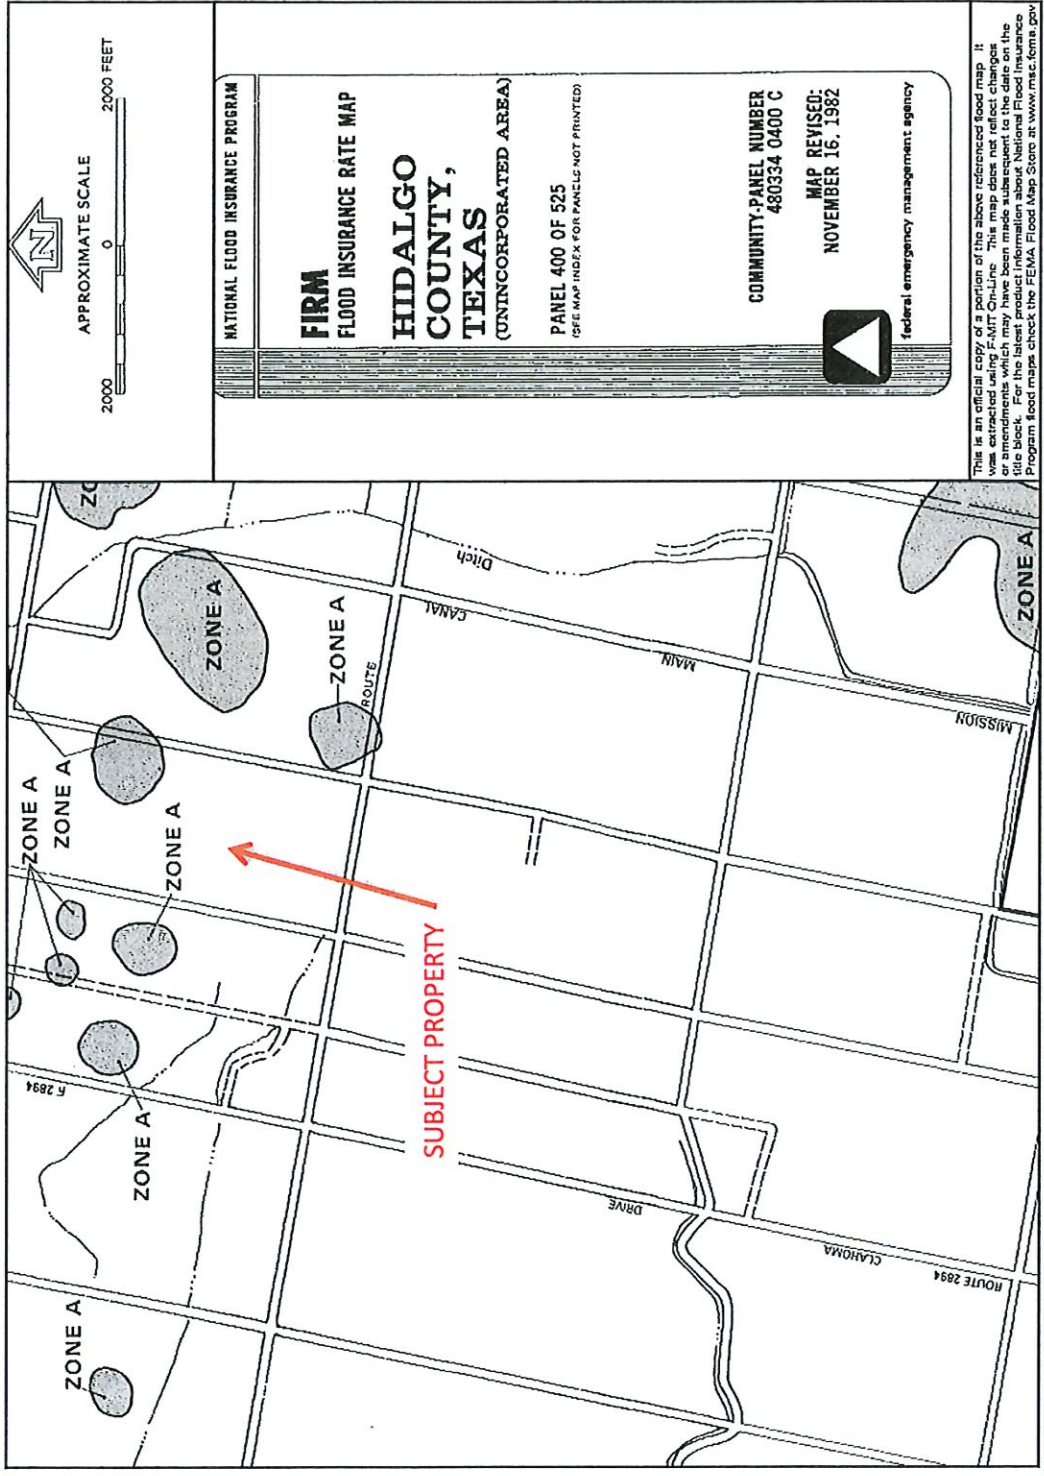 APPROXIMATE SCALE
2000
0
2000 FEET
N
NATIONAL FLOOD INSURANCE PROGRAM
FIRM
FLOOD INSURANCE RATE MAP
HIDALGO
COUNTY,
TEXAS
(UNINCORPORATED AREA)
PANEL 400 OF 525
(SEE MAP INDEX FOR PANELS NOT PRINTED)
COMMUNITY-PANEL NUMBER
480334 0400 C
MAP REVISED:
NOVEMBER 16, 1982
federal emergency management agency
This is an official copy of a portion of the above referenced flood map It
was extracted using F-MIT On-Line This map does not reflect changes
or amendments which may have been made subsequent to the date on the
title block. For the latest product information about National Flood Insurance
Program flood maps check the FEMA Flood Map Store at www.msc.fema.gov
ZONE A
ZONE A
ZONE A
ZONE A
ZONE A
ZONE A
ZONE A
ZO
ZONE A
R 2894
ROUTE
Ditch
CANAL
MAIN
MISSION
DRIVE
CLAHOMA
ROUTE 2894
SUBJECT PROPERTY